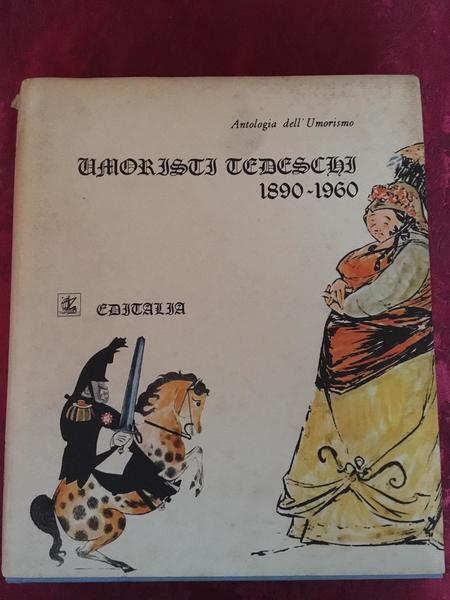 Antologia dell'Umorismo
UMORISTI TEDESCHI
1890-1960
EDITALIA